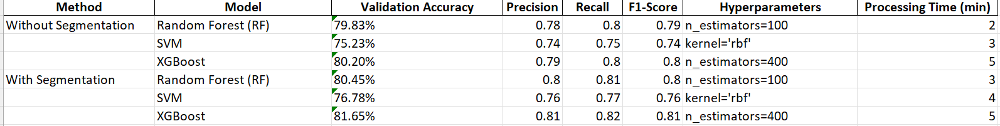 Method Model Validation Accuracy Precision Recall F1-Score Hyperparameters Processing Time (min)
Without Segmentation Random Forest (RF) 79.83% 0.78 0.8 0.79 n_estimators=100 2
SVM 75.23% 0.74 0.75 0.74 kernel='rbf' 3
XGBoost 80.20% 0.79 0.8 0.8 n_estimators=400 5
With Segmentation Random Forest (RF) 80.45% 0.8 0.81 0.8 n_estimators=100 3
SVM 76.78% 0.76 0.77 0.76 kernel='rbf' 4
XGBoost 81.65% 0.81 0.82 0.81 n_estimators=400 5